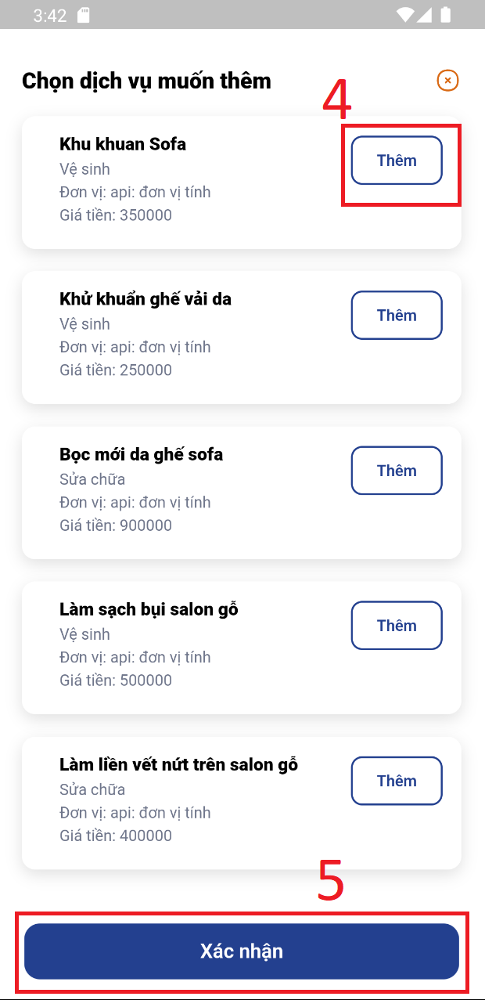 3:42
Chọn dịch vụ muốn thêm
4
Khu khuan Sofa
Thêm
Vệ sinh
Đơn vị: api: đơn vị tính
Giá tiền: 350000
Khử khuẩn ghế vải da
Thêm
Vệ sinh
Đơn vị: api: đơn vị tính
Giá tiền: 250000
Bọc mới da ghế sofa
Thêm
Sửa chữa
Đơn vị: api: đơn vị tính
Giá tiền: 900000
Làm sạch bụi salon gỗ
Thêm
Vệ sinh
Đơn vị: api: đơn vị tính
Giá tiền: 500000
Làm liền vết nứt trên salon gỗ
Thêm
Sửa chữa
Đơn vị: api: đơn vị tính
Giá tiền: 400000
5
Xác nhận